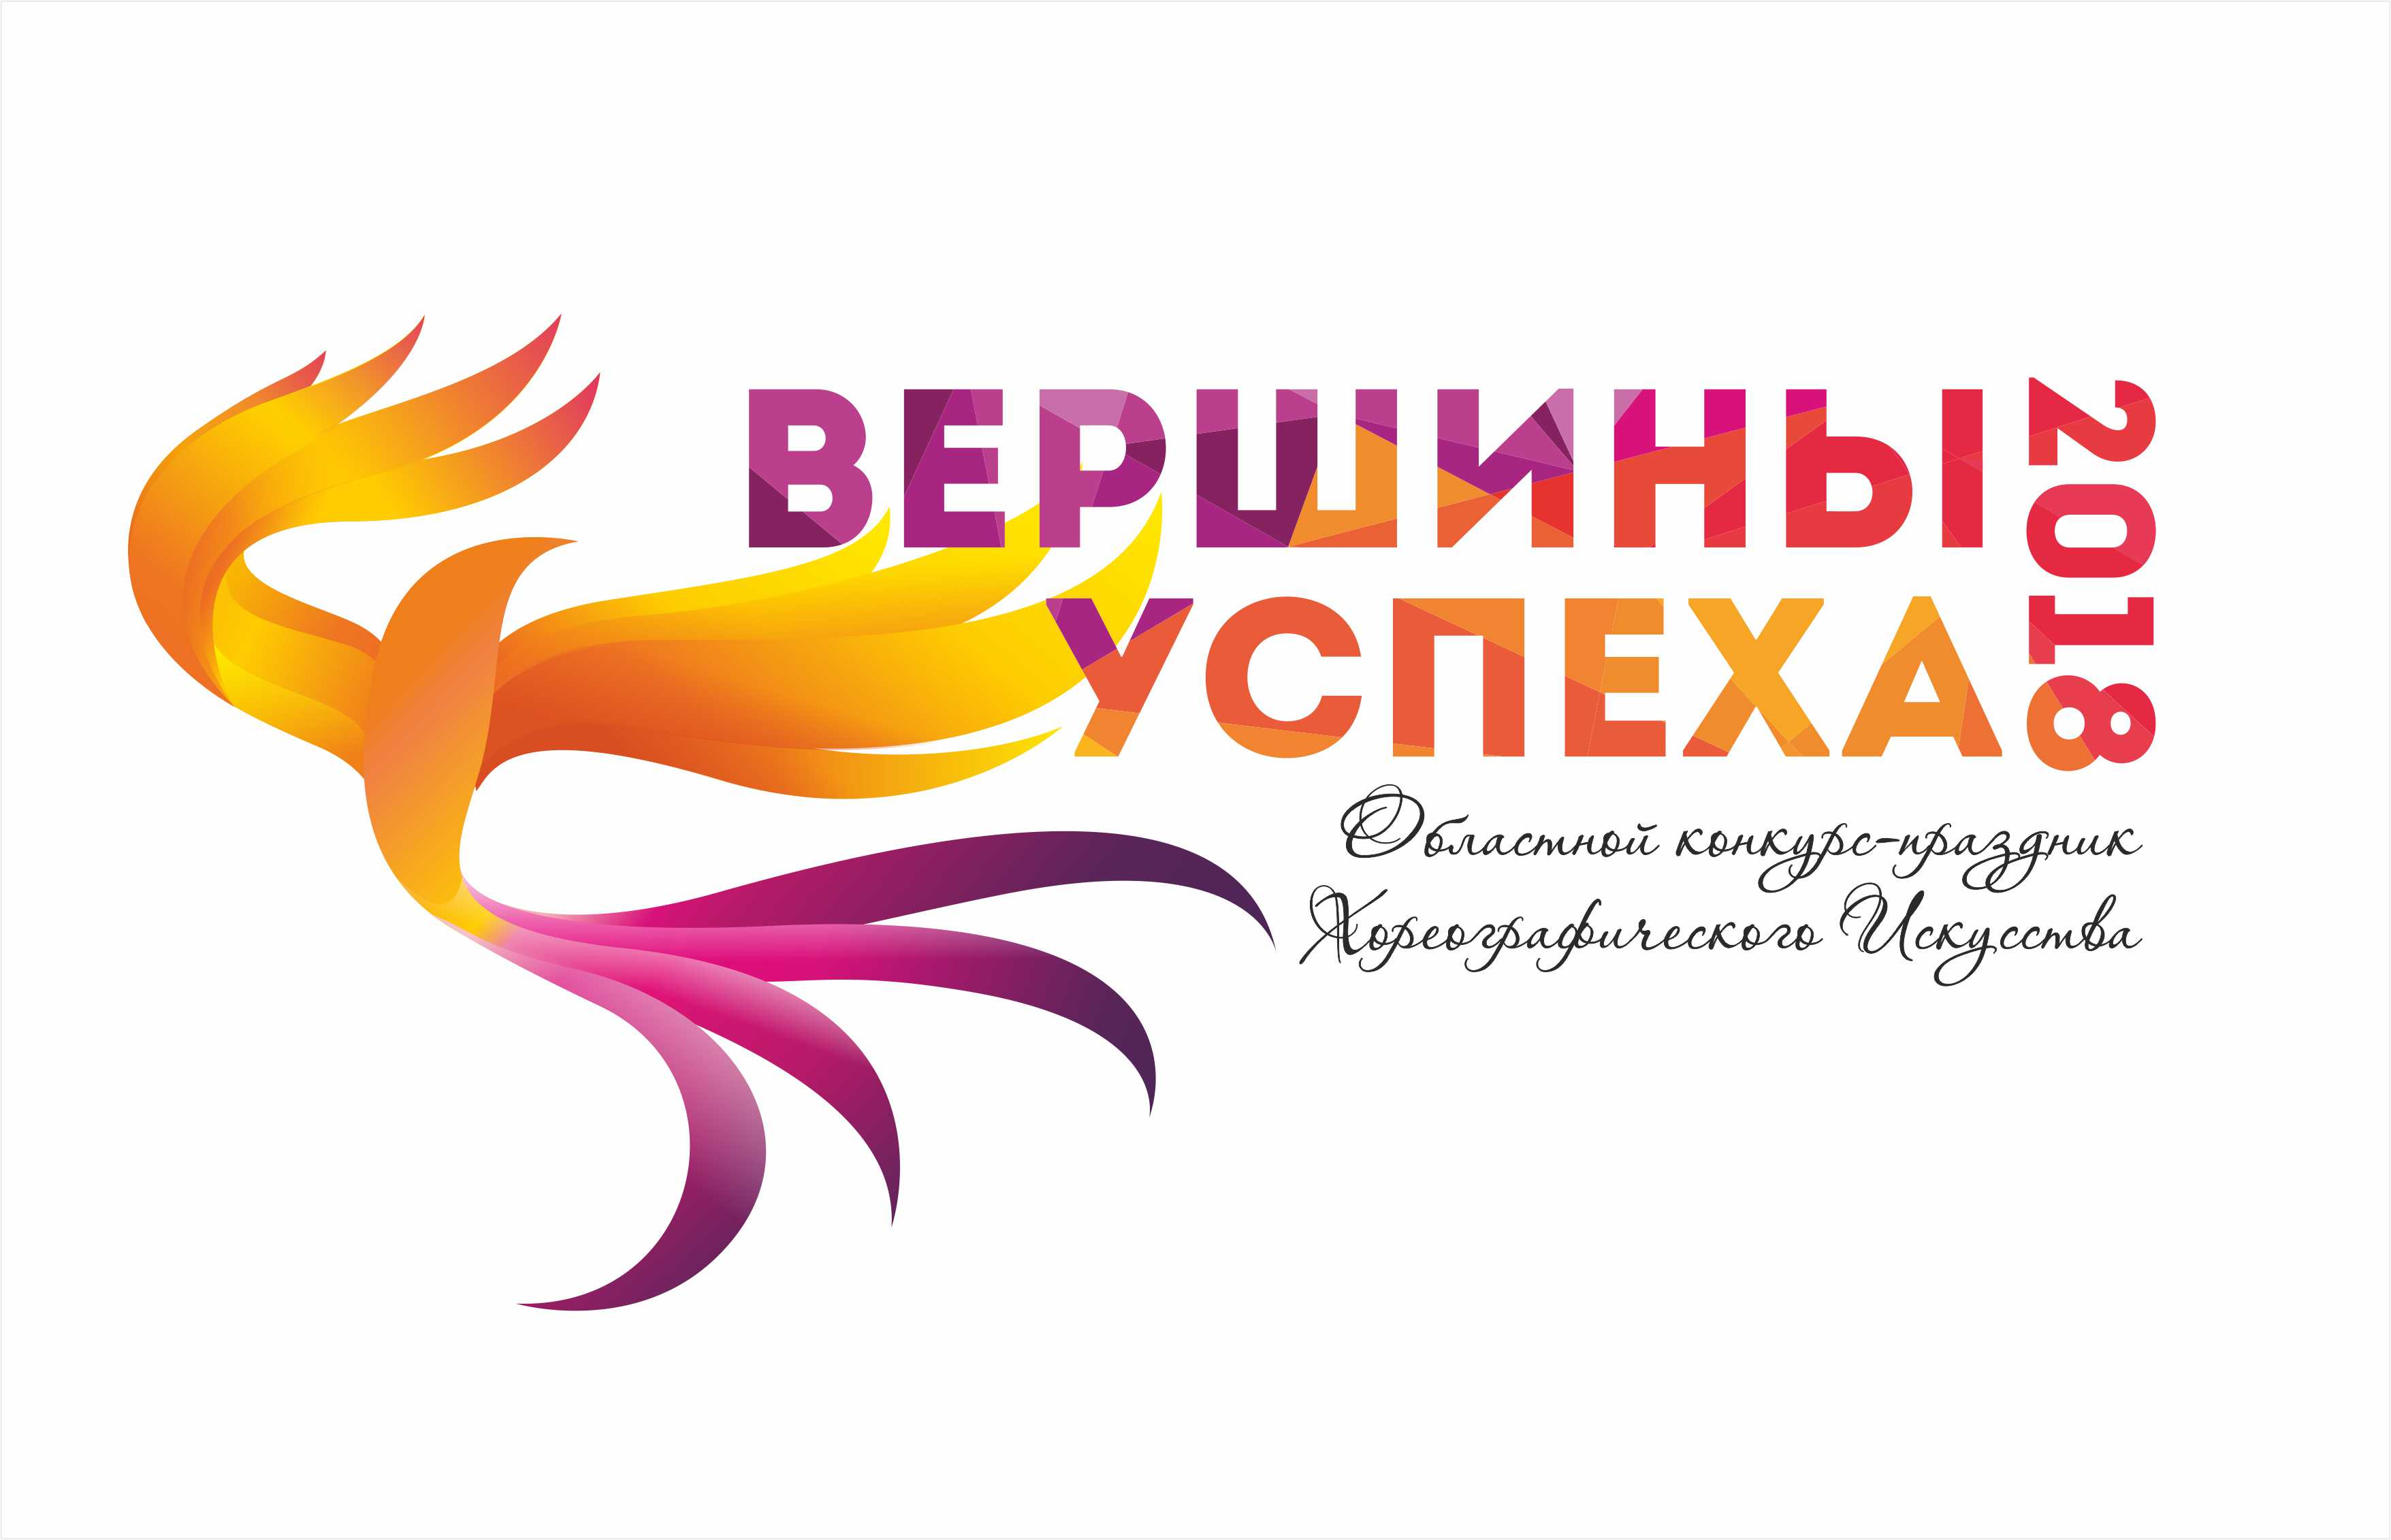 ВЕРШИНЫ
УСПЕХА
2018
Областной конкурс-праздник
Хореографического Искусства